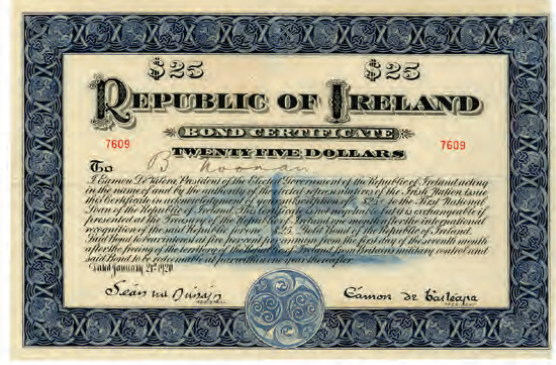 $25 $25
REPUBLIC OF IRELAND
BOND CERTIFICATE
7609 7609
TWENTY FIVE DOLLARS
To B Noonan
I Eamon De Valera President of the Elected Government of the Republic of Ireland acting
in the name of and by the authority of the elected representatives of the Irish Nation issue
this Certificate in acknowledgment of your subscription of $25 to the First National
Loan of the Republic of Ireland. This Certificate is not negotiable but is exchangeable if
presented at the Treasury of the Republic of Ireland one month after the international
recognition of the said Republic for one $25 Gold Bond of the Republic of Ireland.
Said Bond to bear interest at five per cent per annum from the first day of the seventh month
after the freeing of the territory of the Republic of Ireland from Britain's military control and
said Bond to be redeemable at par within one year thereafter.
Dated January 21st 1920
Eamon de